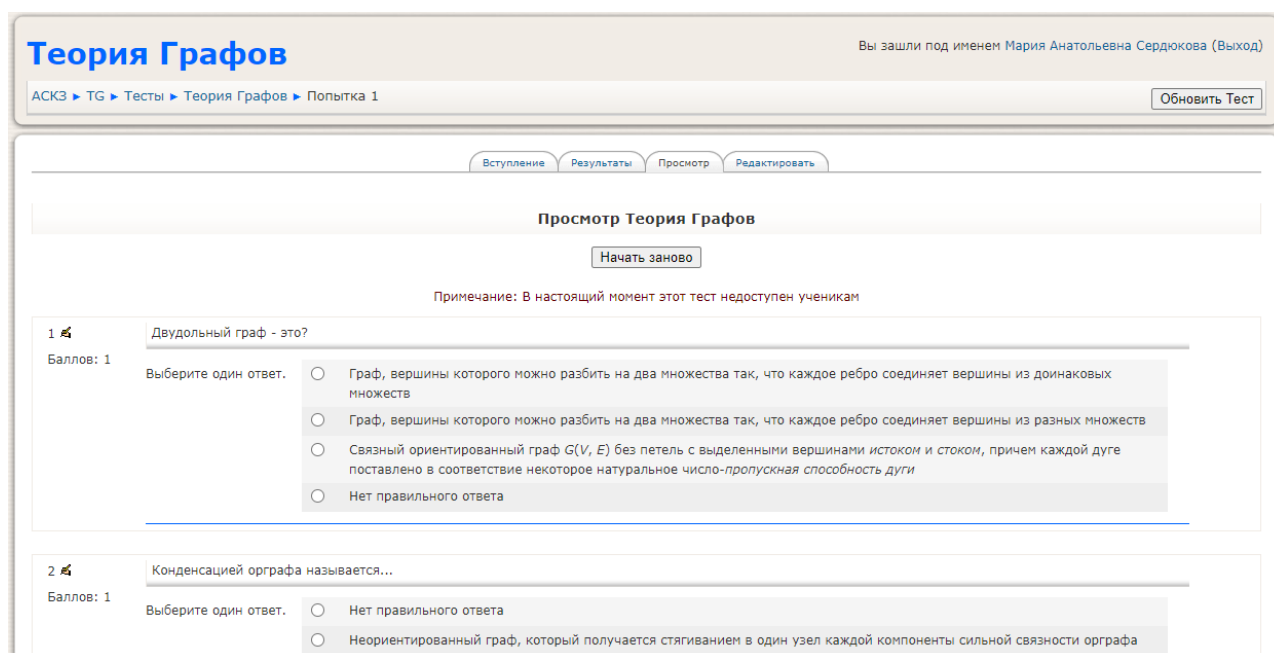 Теория Графов
Вы зашли под именем Мария Анатольевна Сердюкова (Выход)
АСКЗ ► TG ► Тесты ► Теория Графов ► Попытка 1
Обновить Тест
Вступление Результаты Просмотр Редактировать
Просмотр Теория Графов
Начать заново
Примечание: В настоящий момент этот тест недоступен ученикам
1
Двудольный граф - это?
Баллов: 1
Выберите один ответ.
Граф, вершины которого можно разбить на два множества так, что каждое ребро соединяет вершины из доинаковых
множеств
Граф, вершины которого можно разбить на два множества так, что каждое ребро соединяет вершины из разных множеств
Связный ориентированный граф G(V, E) без петель с выделенными вершинами истоком и стоком, причем каждой дуге
поставлено в соответствие некоторое натуральное число-пропускная способность дуги
Нет правильного ответа
2
Конденсацией орграфа называется...
Баллов: 1
Выберите один ответ.
Нет правильного ответа
Неориентированный граф, который получается стягиванием в один узел каждой компоненты сильной связности орграфа